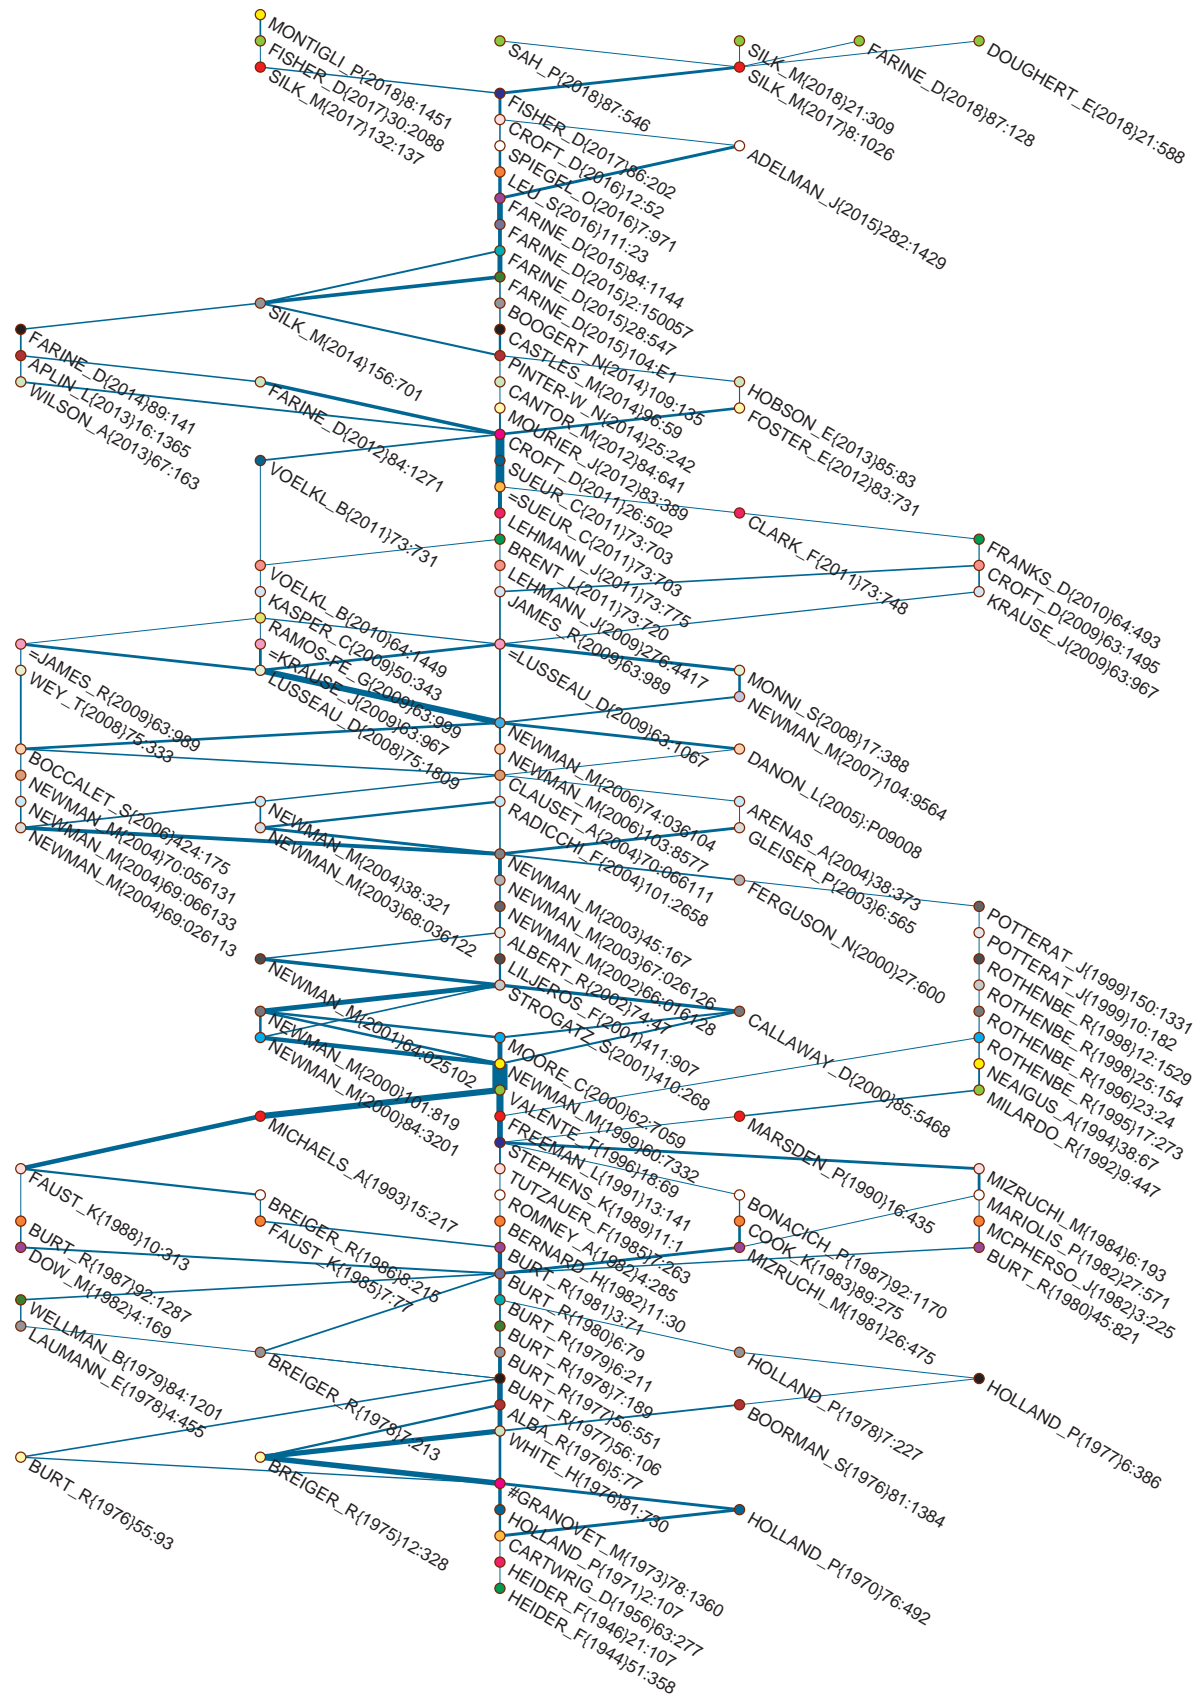 MONTIGLI_P{2018}8:1451
FISHER_D{2017}30:2088
SILK_M{2017}132:137
SAH_P{2018}87:546
SILK_M{2018}21:309
SILK_M{2017}8:1026
FARINE_D{2018}87:128
DOUGHERT_E{2018}21:588
FISHER_D{2017}86:202
CROFT_D{2016}12:52
SPIEGEL_O{2016}7:971
LEU_S{2016}111:23
FARINE_D{2015}84:1144
FARINE_D{2015}2:150057
FARINE_D{2015}28:547
FARINE_D{2015}104:E1
BOOGERT_N{2014}109:135
CASTLES_M{2014}96:59
PINTER-W_N{2014}25:242
CANTOR_M{2012}84:641
MOURIER_J{2012}83:389
CROFT_D{2011}26:502
SUEUR_C{2011}73:703
=SUEUR_C{2011}73:703
LEHMANN_J{2011}73:775
BRENT_L{2011}73:720
LEHMANN_J{2009}276:4417
JAMES_R{2009}63:989
=LUSSEAU_D{2009}63:1067
ADELMAN_J{2015}282:1429
SILK_M{2014}156:701
FARINE_D{2014}89:141
APLIN_L{2013}16:1365
WILSON_A{2013}67:163
FARINE_D{2012}84:1271
HOBSON_E{2013}85:83
FOSTER_E{2012}83:731
VOELKL_B{2011}73:731
CLARK_F{2011}73:748
FRANKS_D{2010}64:493
CROFT_D{2009}63:1495
KRAUSE_J{2009}63:967
VOELKL_B{2010}64:1449
KASPER_C{2009}50:343
RAMOS-FE_G{2009}63:999
=KRAUSE_J{2009}63:967
LUSSEAU_D{2008}75:1809
=JAMES_R{2009}63:989
WEY_T{2008}75:333
MONNI_S{2008}17:388
NEWMAN_M{2007}104:9564
BOCCALET_S{2006}424:175
NEWMAN_M{2004}70:056131
NEWMAN_M{2004}69:066133
NEWMAN_M{2004}69:026113
NEWMAN_M{2004}38:321
NEWMAN_M{2003}68:036122
NEWMAN_M{2006}74:036104
NEWMAN_M{2006}103:8577
CLAUSET_A{2004}70:066111
RADICCHI_F{2004}101:2658
DANON_L{2005}:P09008
ARENAS_A{2004}38:373
GLEISER_P{2003}6:565
NEWMAN_M{2003}45:167
NEWMAN_M{2003}67:026126
NEWMAN_M{2002}66:016128
ALBERT_R{2002}74:47
LILJEROS_F{2001}411:907
STROGATZ_S{2001}410:268
FERGUSON_N{2000}27:600
POTTERAT_J{1999}150:1331
POTTERAT_J{1999}10:182
ROTHENBE_R{1998}12:1529
ROTHENBE_R{1998}25:154
ROTHENBE_R{1996}23:24
ROTHENBE_R{1995}17:273
NEAIGUS_A{1994}38:67
MILARDO_R{1992}9:447
NEWMAN_M{2001}64:025102
NEWMAN_M{2000}101:819
NEWMAN_M{2000}84:3201
CALLAWAY_D{2000}85:5468
MOORE_C{2000}62:7059
NEWMAN_M{1999}60:7332
VALENTE_T{1996}18:69
FREEMAN_L{1991}13:141
STEPHENS_K{1989}11:1
TUTZAUER_F{1985}7:263
ROMNEY_A{1982}4:285
BERNARD_H{1982}11:30
BURT_R{1981}3:71
BURT_R{1980}6:79
BURT_R{1979}6:211
BURT_R{1978}7:189
BURT_R{1977}56:551
BURT_R{1977}56:106
ALBA_R{1976}5:77
WHITE_H{1976}81:730
#GRANOVET_M{1973}78:1360
HOLLAND_P{1971}2:107
CARTWRIG_D{1956}63:277
HEIDER_F{1946}21:107
HEIDER_F{1944}51:358
MICHAELS_A{1993}15:217
MARSDEN_P{1990}16:435
FAUST_K{1988}10:313
BURT_R{1987}92:1287
DOW_M{1982}4:169
BREIGER_R{1986}8:215
FAUST_K{1985}7:77
BONACICH_P{1987}92:1170
COOK_K{1983}89:275
MIZRUCHI_M{1981}26:475
MIZRUCHI_M{1984}6:193
MARIOLIS_P{1982}27:571
MCPHERSO_J{1982}3:225
BURT_R{1980}45:821
WELLMAN_B{1979}84:1201
LAUMANN_E{1978}4:455
BREIGER_R{1978}7:213
HOLLAND_P{1978}7:227
HOLLAND_P{1977}6:386
BOORMAN_S{1976}81:1384
BURT_R{1976}55:93
BREIGER_R{1975}12:328
HOLLAND_P{1970}76:492